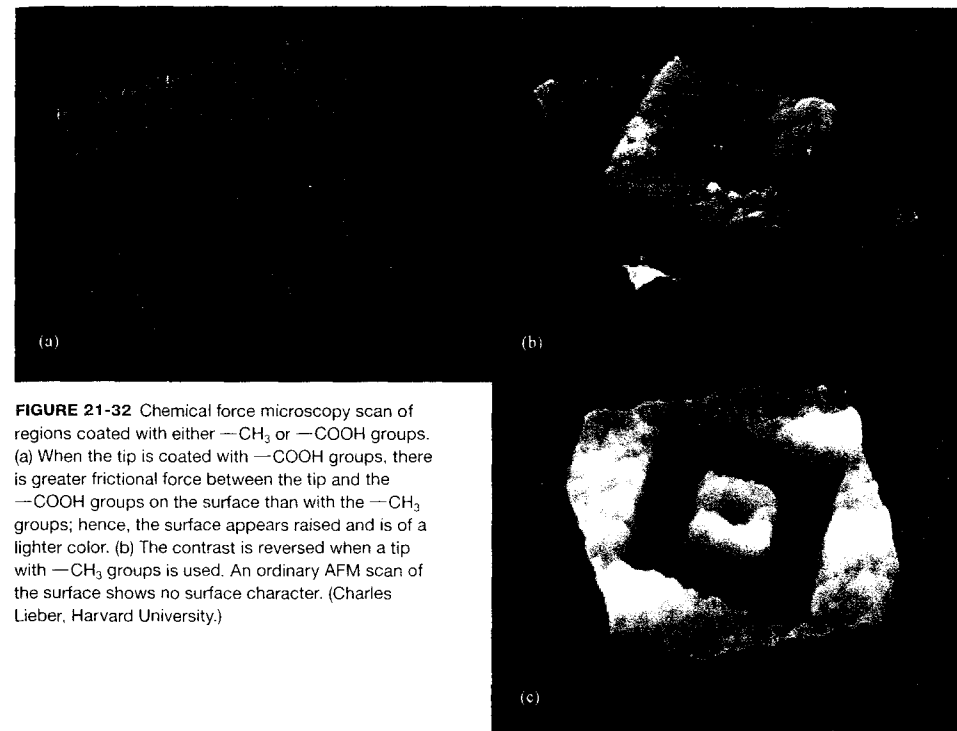 (a)
(b)
FIGURE 21-32 Chemical force microscopy scan of
regions coated with either —CH₃ or —COOH groups.
(a) When the tip is coated with —COOH groups, there
is greater frictional force between the tip and the
—COOH groups on the surface than with the —CH₃
groups; hence, the surface appears raised and is of a
lighter color. (b) The contrast is reversed when a tip
with —CH₃ groups is used. An ordinary AFM scan of
the surface shows no surface character. (Charles
Lieber, Harvard University.)
(c)